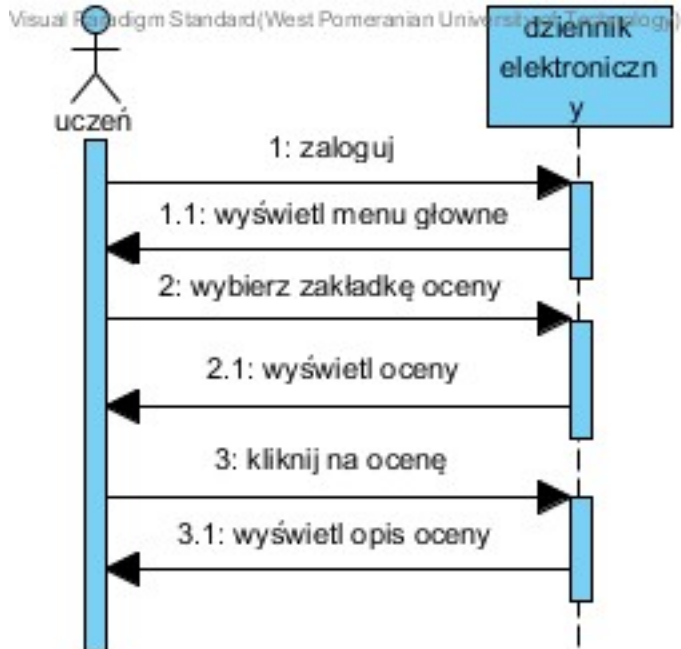 Visual Paradigm Standard(West Pomeranian University of Technology)
dziennik
elektroniczn
y
uczeń
1: zaloguj
1.1: wyświetl menu głowne
2: wybierz zakładkę oceny
2.1: wyświetl oceny
3: kliknij na ocenę
3.1: wyświetl opis oceny